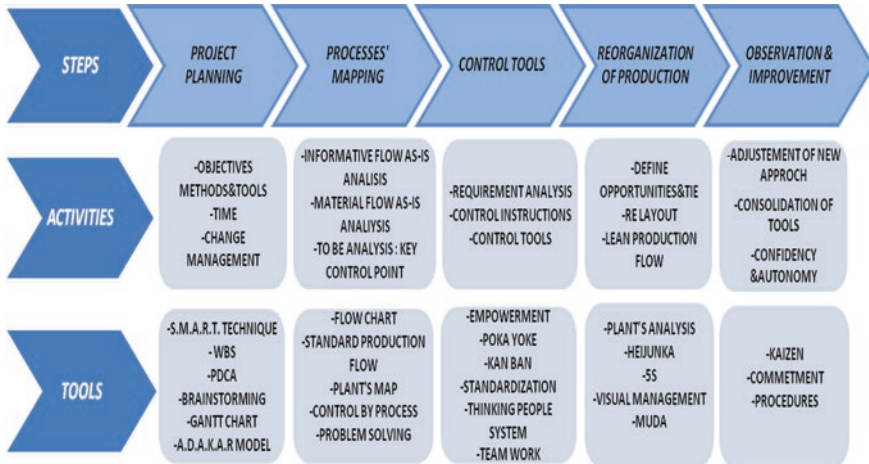 STEPS
PROJECT
PLANNING
PROCESSES'
MAPPING
CONTROL TOOLS
REORGANIZATION
OF PRODUCTION
OBSERVATION &
IMPROVEMENT
ACTIVITIES
-OBJECTIVES
METHODS&TOOLS
-TIME
-CHANGE
MANAGEMENT
-INFORMATIVE FLOW AS-IS
ANALISIS
-MATERIAL FLOW AS-IS
ANALIYSIS
-TO BE ANALYSIS : KEY
CONTROL POINT
-REQUIREMENT ANALYSIS
-CONTROL INSTRUCTIONS
-CONTROL TOOLS
-DEFINE
OPPORTUNITIES&TIE
-RE LAYOUT
-LEAN PRODUCTION
FLOW
-ADJUSTEMENT OF NEW
APPROCH
-CONSOLIDATION OF
TOOLS
-CONFIDENCY
&AUTONOMY
TOOLS
-S.M.A.R.T. TECHNIQUE
-WBS
-PDCA
-BRAINSTORMING
-GANTT CHART
-A.D.A.K.A.R MODEL
-FLOW CHART
-STANDARD PRODUCTION
FLOW
-PLANT'S MAP
-CONTROL BY PROCESS
-PROBLEM SOLVING
-EMPOWERMENT
-POKA YOKE
-KAN BAN
-STANDARDIZATION
-THINKING PEOPLE
SYSTEM
-TEAM WORK
-PLANT'S ANALYSIS
-HEIJUNKA
-5S
-VISUAL MANAGEMENT
-MUDA
-KAIZEN
-COMMETMENT
-PROCEDURES